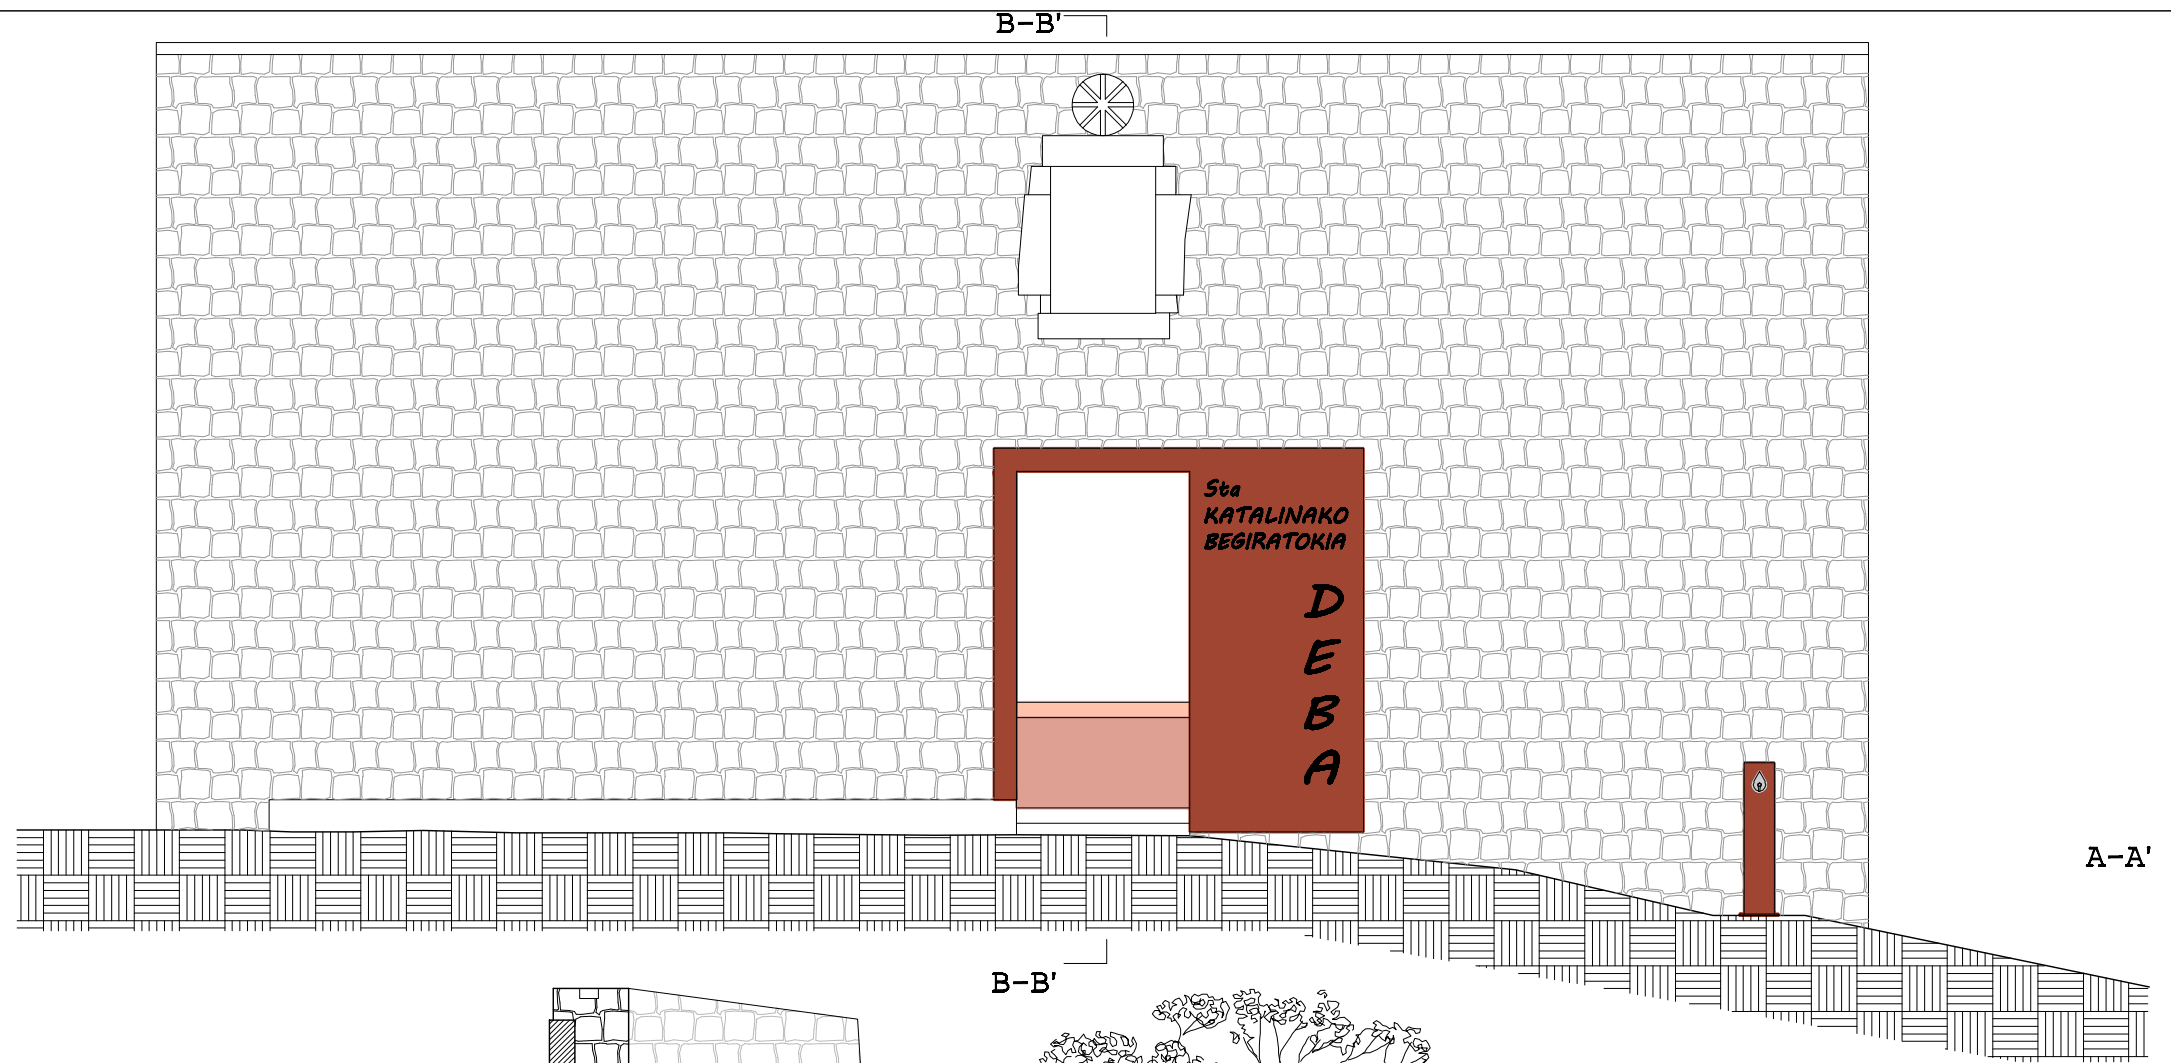 B-B'
Sta
KATALINAKO
BEGIRATOKIA
D
E
B
A
A-A'
B-B'